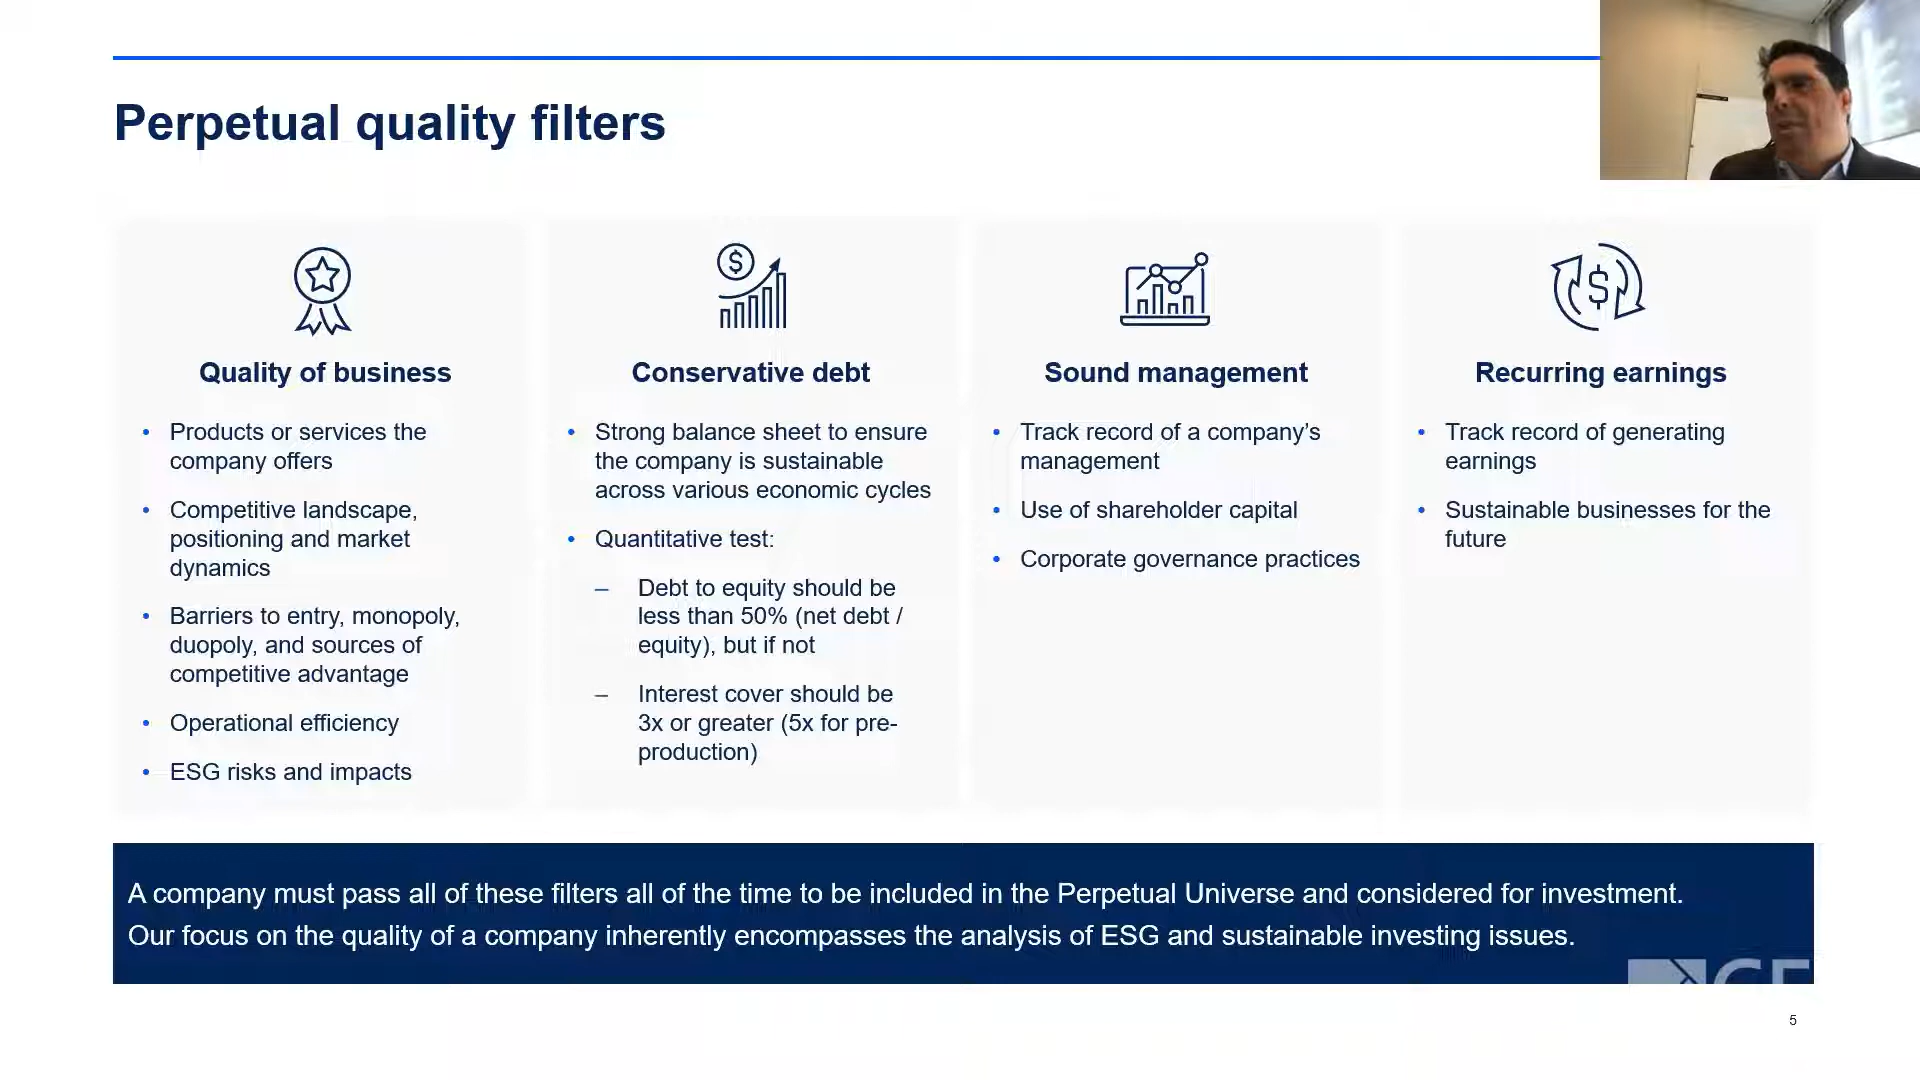 Perpetual quality filters
Quality of business
• Products or services the
company offers
• Competitive landscape,
positioning and market
dynamics
• Barriers to entry, monopoly,
duopoly, and sources of
competitive advantage
• Operational efficiency
• ESG risks and impacts
Conservative debt
• Strong balance sheet to ensure
the company is sustainable
across various economic cycles
• Quantitative test:
– Debt to equity should be
less than 50% (net debt /
equity), but if not
– Interest cover should be
3x or greater (5x for pre-
production)
Sound management
• Track record of a company’s
management
• Use of shareholder capital
• Corporate governance practices
Recurring earnings
• Track record of generating
earnings
• Sustainable businesses for the
future
A company must pass all of these filters all of the time to be included in the Perpetual Universe and considered for investment.
Our focus on the quality of a company inherently encompasses the analysis of ESG and sustainable investing issues.
5